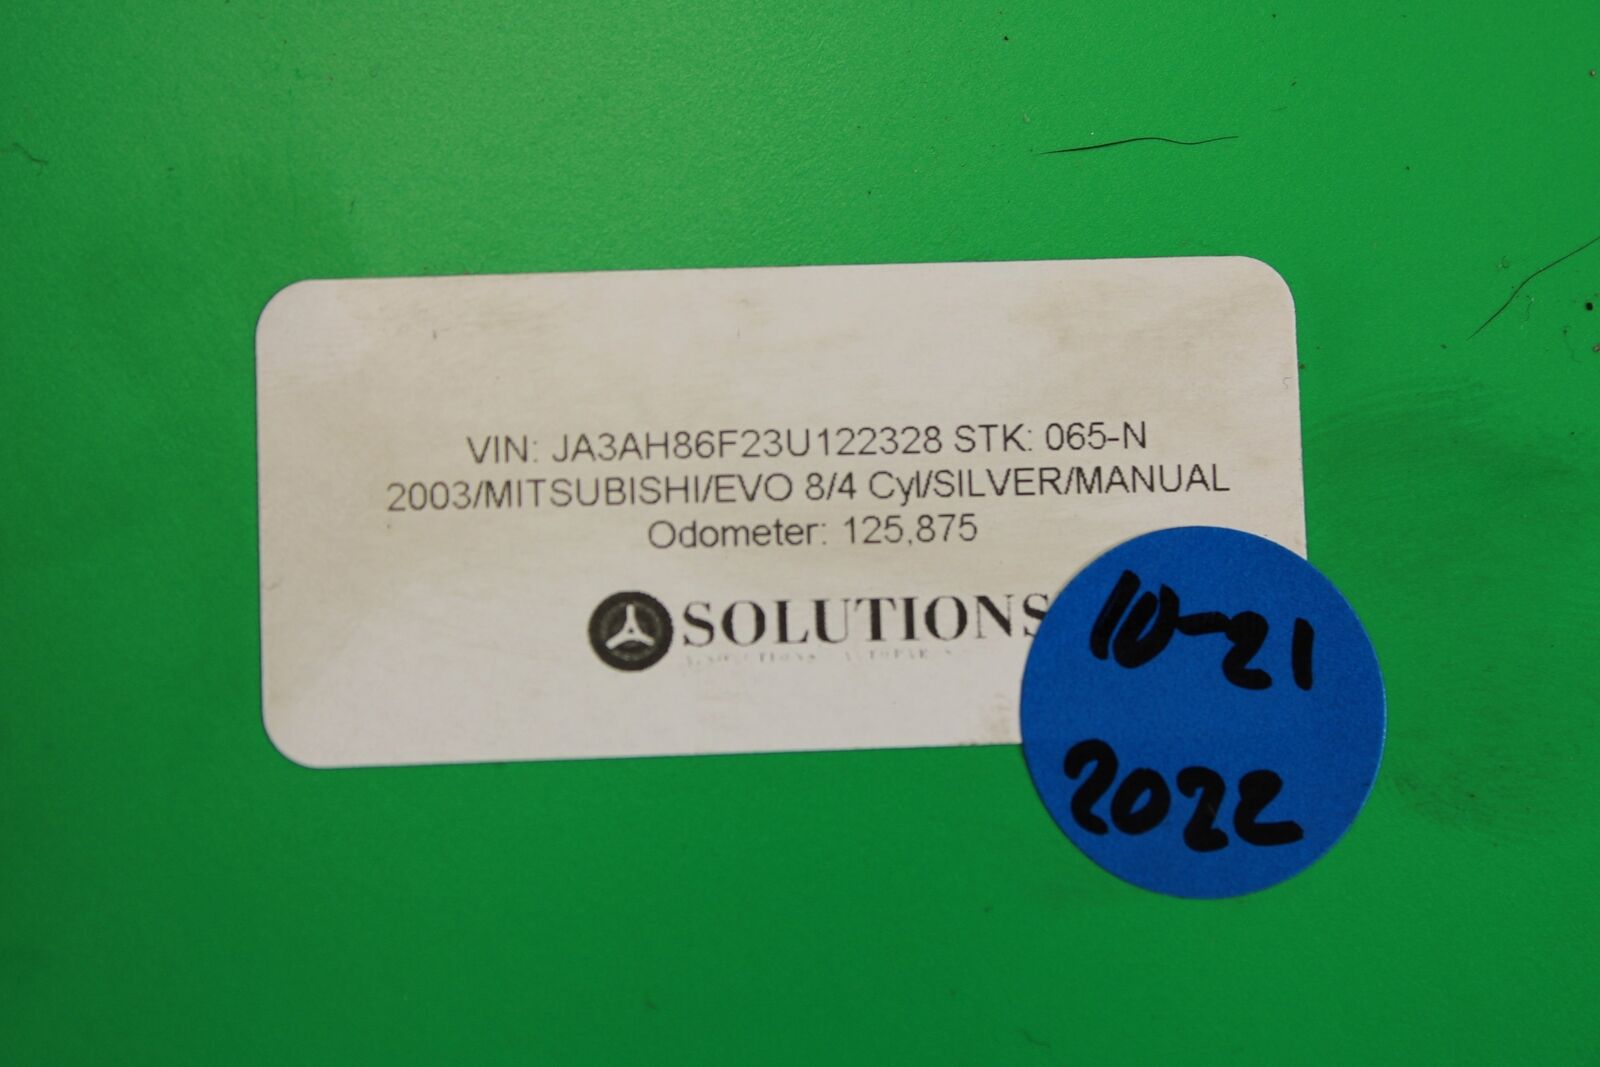 VIN: JA3AH86F23U122328 STK: 065-N
2003/MITSUBISHI/EVO 8/4 Cyl/SILVER/MANUAL
Odometer: 125,875
SOLUTIONS
10-21
2022